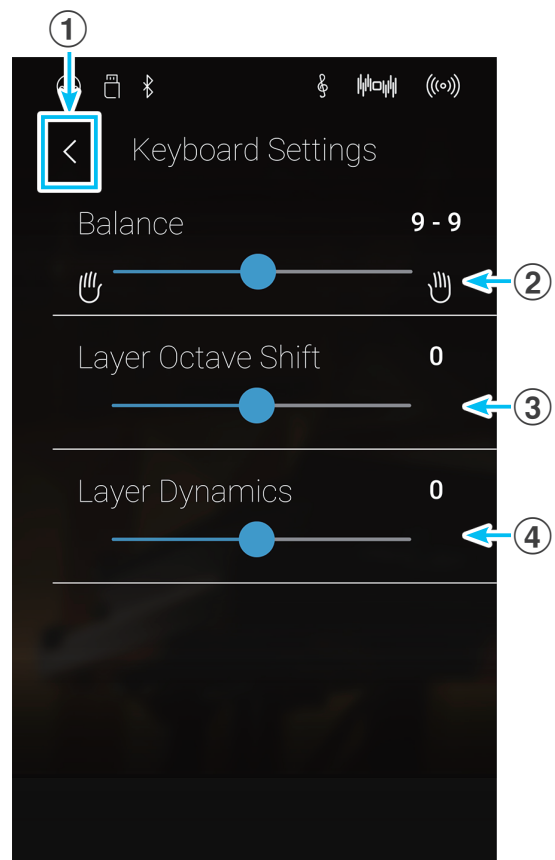 ①
Keyboard Settings
Balance 9 - 9
②
Layer Octave Shift 0
③
Layer Dynamics 0
④